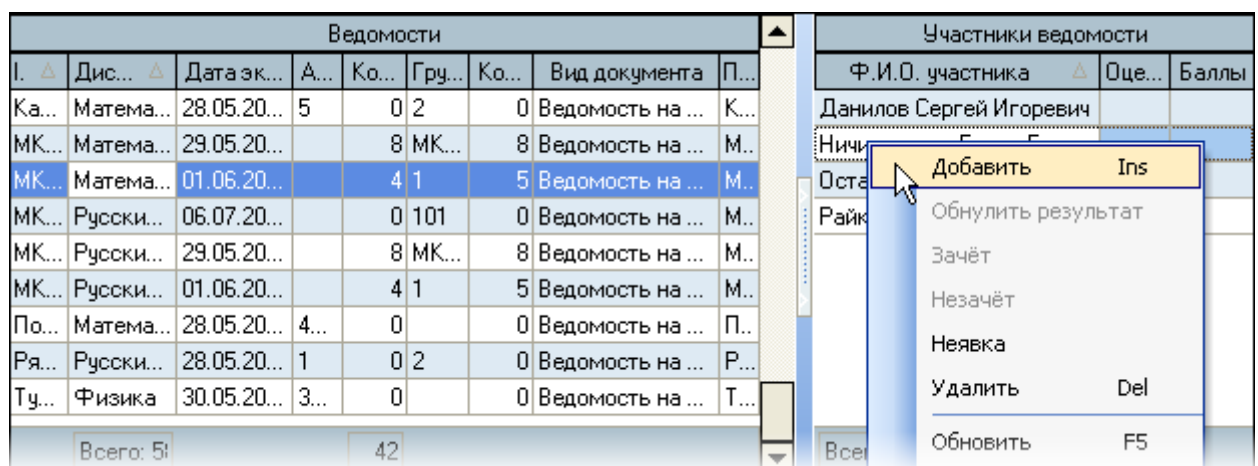 Ведомости
I. Дис... Дата эк... А... Ко... Гру... Ко... Вид документа П...
Ка... Матема... 28.05.20... 5 0 2 0 Ведомость на ... К...
МК... Матема... 29.05.20... 8 МК... 8 Ведомость на ... М..
МК... Матема... 01.06.20... 4 1 5 Ведомость на ... М..
МК... Русски... 06.07.20... 0 101 0 Ведомость на ... М..
МК... Русски... 29.05.20... 8 МК... 8 Ведомость на ... М..
МК... Русски... 01.06.20... 4 1 5 Ведомость на ... М..
По... Матема... 28.05.20... 4... 0 0 Ведомость на ... П..
Ря... Русски... 28.05.20... 1 0 2 0 Ведомость на ... Р...
Ту... Физика 30.05.20... 3... 0 0 Ведомость на ... Т...
Всего: 42
Участники ведомости
Ф.И.О. участника Оце... Баллы
Данилов Сергей Игоревич
Ничи
Оста
Райк
Все
Добавить Ins
Обнулить результат
Зачёт
Незачёт
Неявка
Удалить Del
Обновить F5